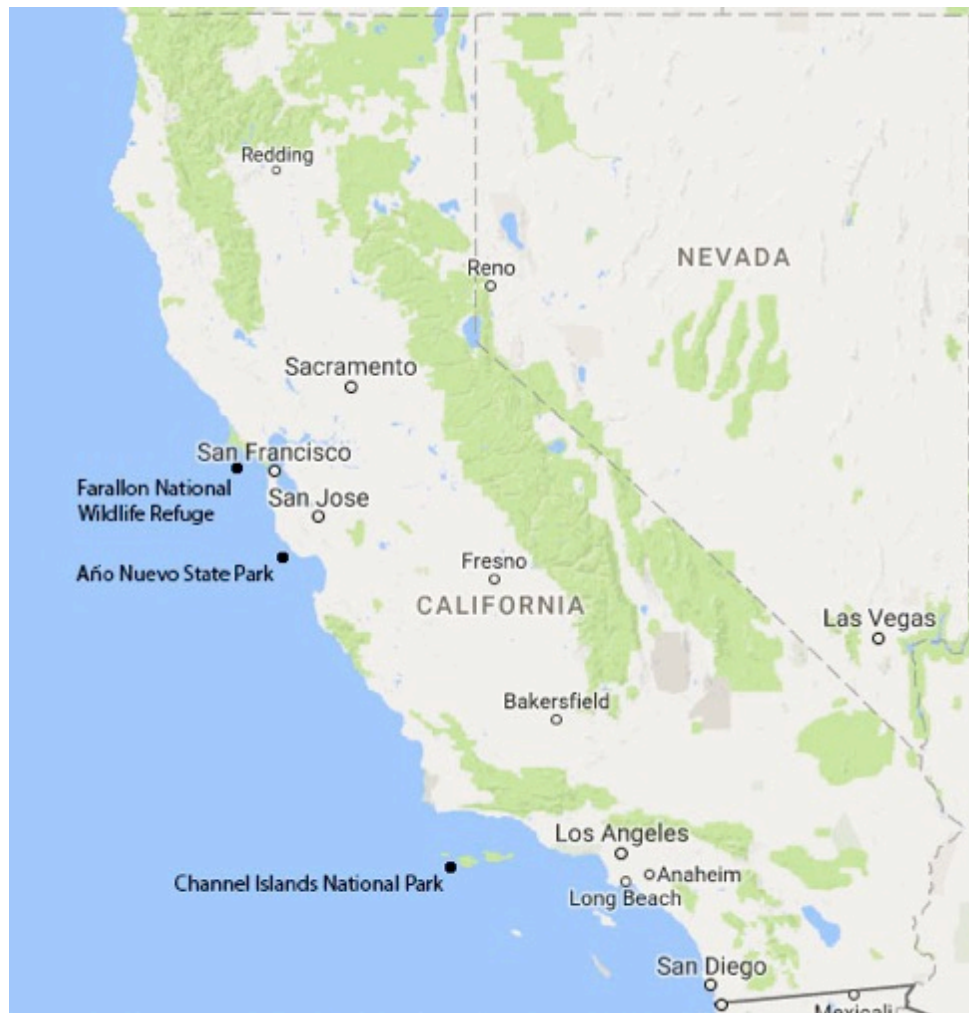 Redding
NEVADA
Reno
Sacramento
San Francisco
Farallon National
Wildlife Refuge
San Jose
Año Nuevo State Park
Fresno
CALIFORNIA
Las Vegas
Bakersfield
Los Angeles
Anaheim
Channel Islands National Park
Long Beach
San Diego
Mexicali